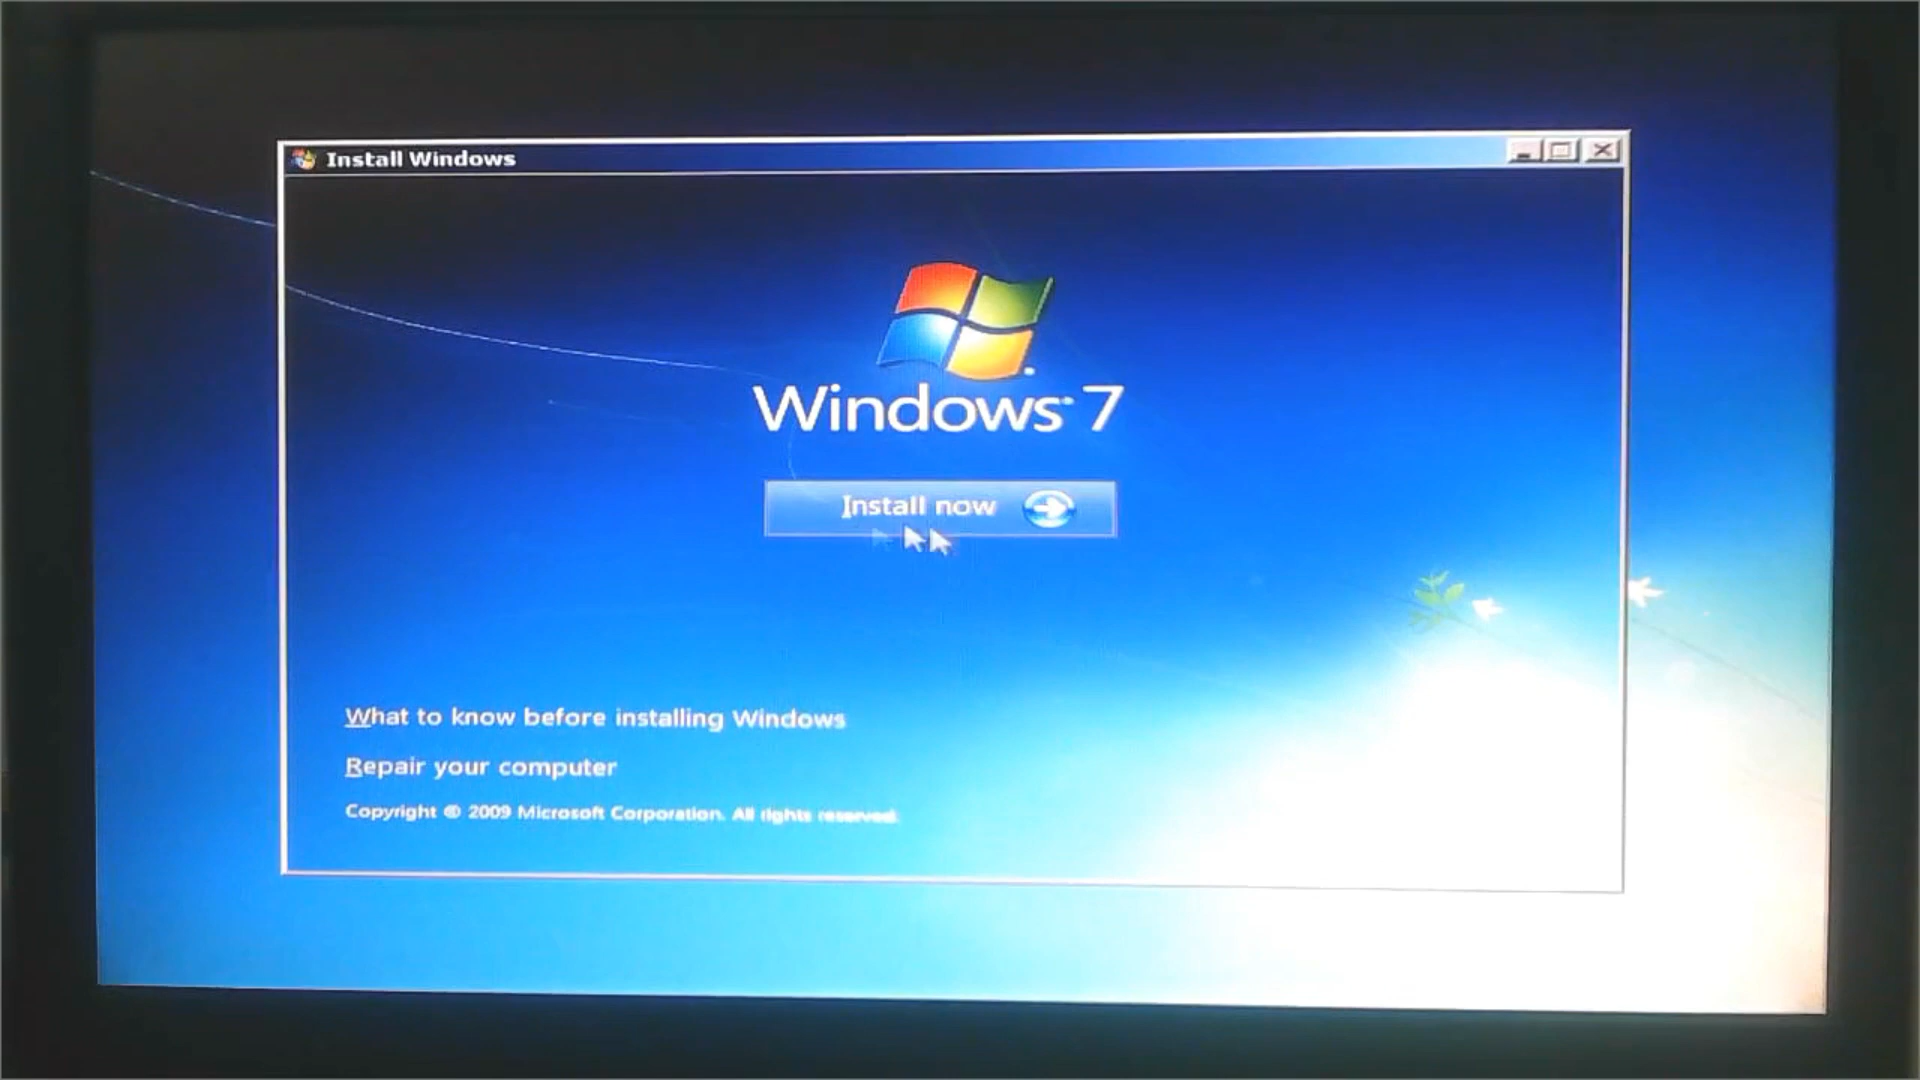 Install Windows
Windows 7
Install now
What to know before installing Windows
Repair your computer
Copyright © 2009 Microsoft Corporation. All rights reserved.